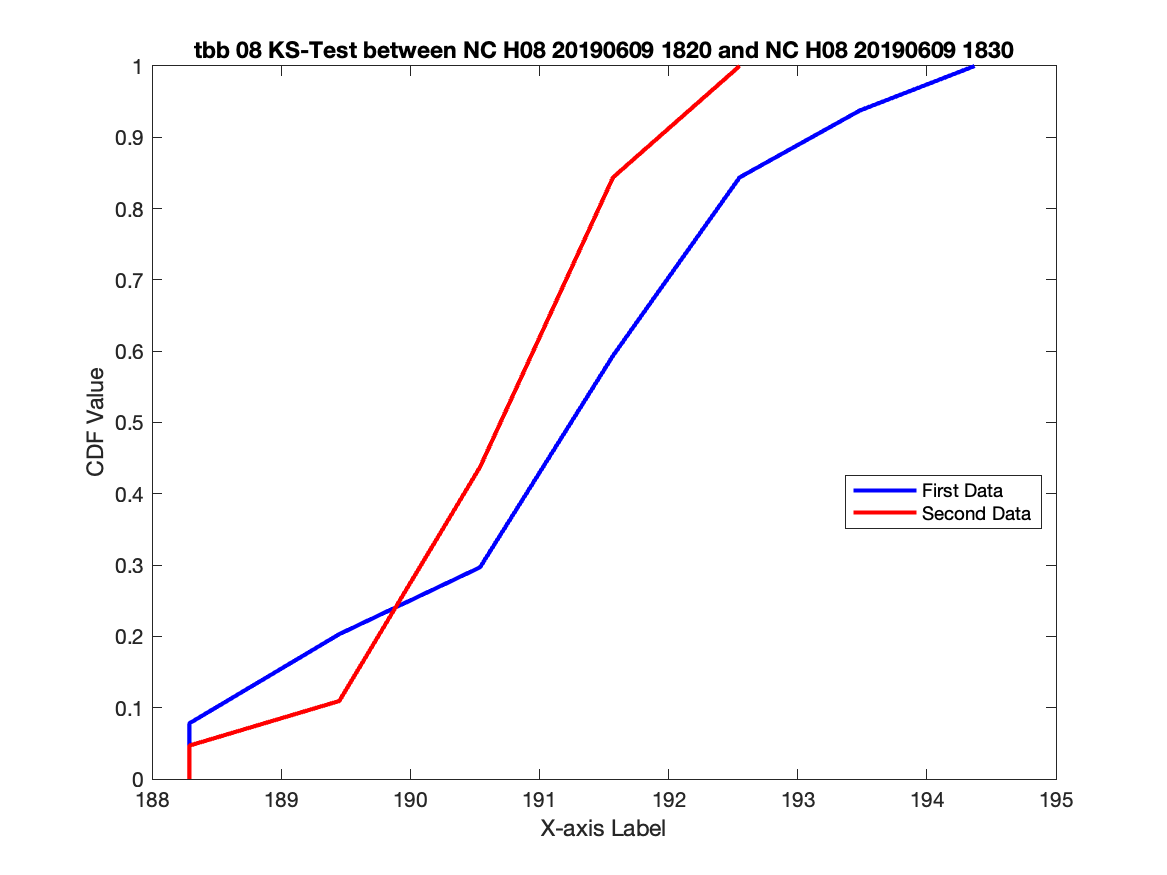 tbb 08 KS-Test between NC H08 20190609 1820 and NC H08 20190609 1830
1
0.9
0.8
0.7
0.6
0.5
0.4
0.3
0.2
0.1
0
CDF Value
First Data
Second Data
188 189 190 191 192 193 194 195
X-axis Label